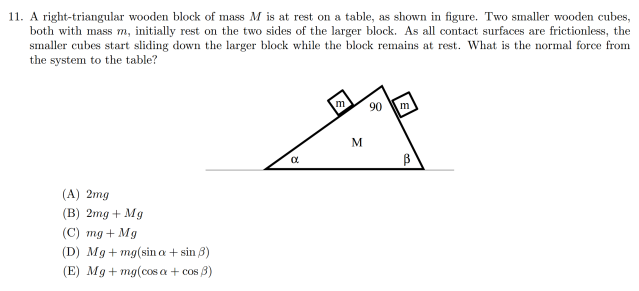 11. A right-triangular wooden block of mass M is at rest on a table, as shown in figure. Two smaller wooden cubes,
both with mass m, initially rest on the two sides of the larger block. As all contact surfaces are frictionless, the
smaller cubes start sliding down the larger block while the block remains at rest. What is the normal force from
the system to the table?
m 90 m
M
α β
(A) 2mg
(B) 2mg + Mg
(C) mg + Mg
(D) Mg + mg(sin α + sin β)
(E) Mg + mg(cos α + cos β)